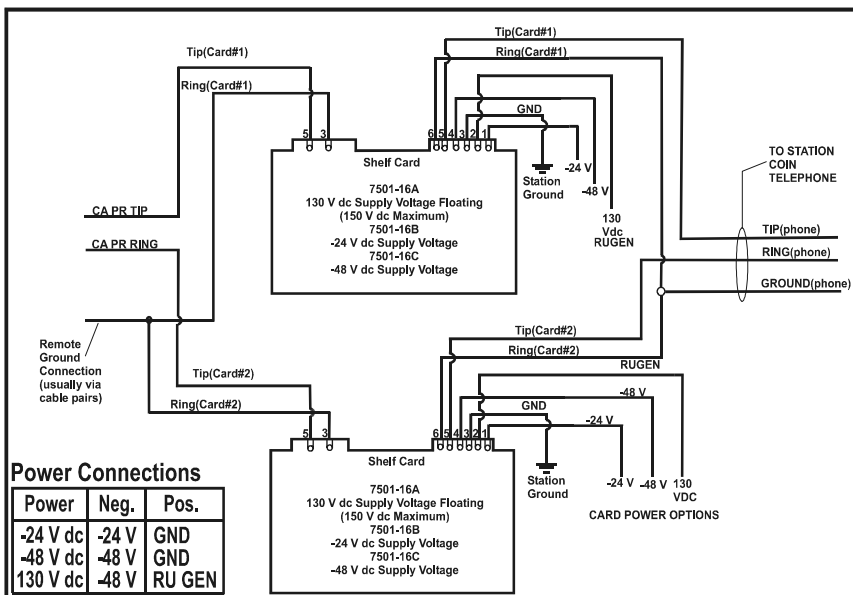 Tip(Card#1)
Ring(Card#1)
Tip(Card#1)
Ring(Card#1)
GND
5 3
6 5 4 3 2 1
Shelf Card
7501-16A
130 V dc Supply Voltage Floating
(150 V dc Maximum)
7501-16B
-24 V dc Supply Voltage
7501-16C
-48 V dc Supply Voltage
Station
Ground
-24 V
-48 V
130
Vdc
RUGEN
TO STATION
COIN
TELEPHONE
CA PR TIP
CA PR RING
TIP(phone)
RING(phone)
GROUND(phone)
Remote
Ground
Connection
(usually via
cable pairs)
Tip(Card#2)
Ring(Card#2)
Tip(Card#2)
Ring(Card#2)
RUGEN
-48 V
GND
-24 V
5 3
6 5 4 3 2 1
Shelf Card
7501-16A
130 V dc Supply Voltage Floating
(150 V dc Maximum)
7501-16B
-24 V dc Supply Voltage
7501-16C
-48 V dc Supply Voltage
Station
Ground
-24 V
-48 V
130
VDC
CARD POWER OPTIONS
Power Connections
Power Neg. Pos.
-24 V dc -24 V GND
-48 V dc -48 V GND
130 V dc -48 V RU GEN